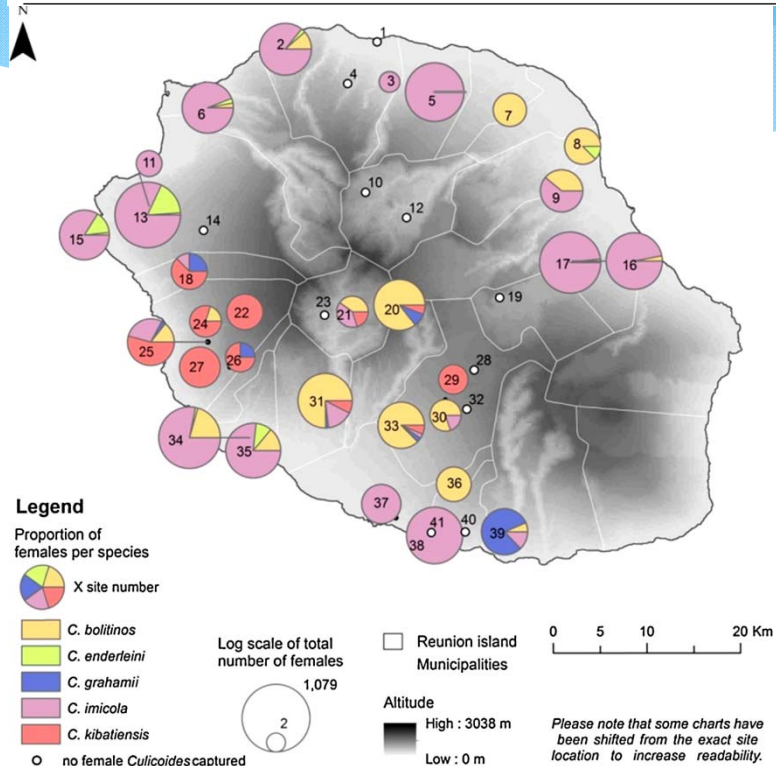 N
1
2
4
3
5
6
7
8
11
10
9
13
12
14
15
17
16
18
19
23
21
20
22
24
25
26
28
27
29
31
32
30
33
34
35
36
37
41
40
39
38
Legend
Proportion of
females per species
X site number
C. bolitinos
C. enderleini
C. grahamii
C. imicola
C. kibatiensis
no female Culicoides captured
Log scale of total
number of females
1,079
2
Reunion island
Municipalities
Altitude
High : 3038 m
Low : 0 m
0 5 10 20 Km
Please note that some charts have
been shifted from the exact site
location to increase readability.